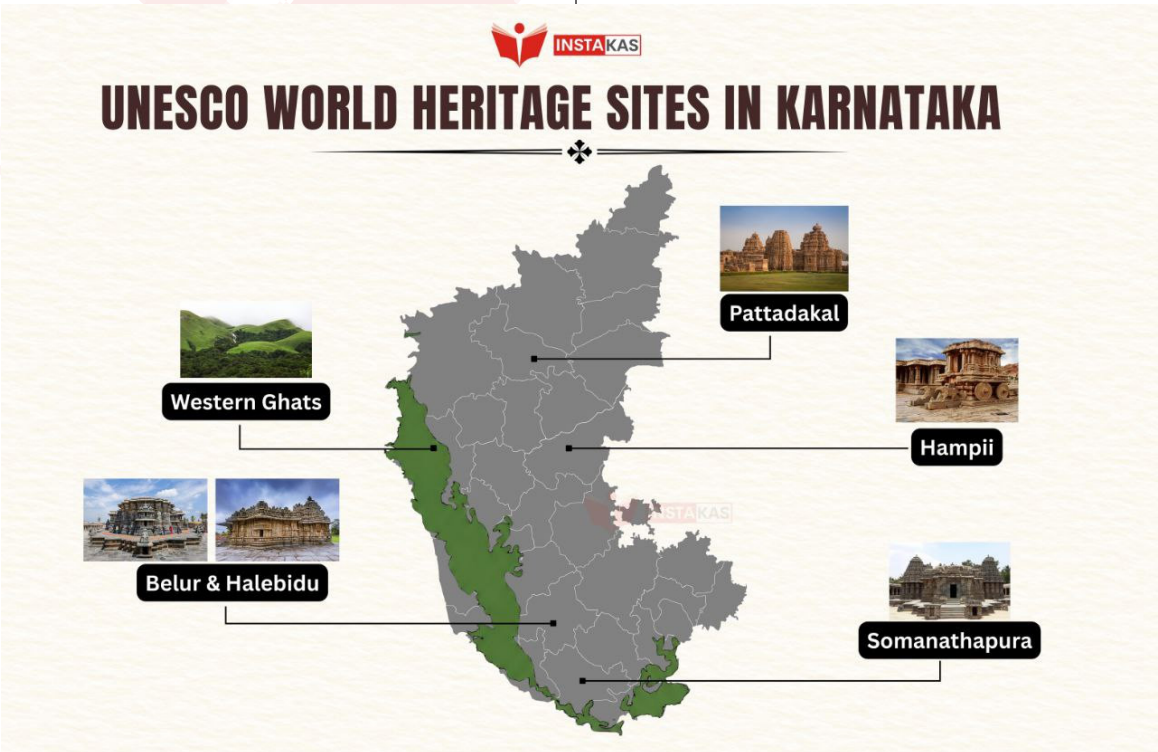 INSTAKAS
UNESCO WORLD HERITAGE SITES IN KARNATAKA
Pattadakal
Western Ghats
Hampii
INSTAKAS
Belur & Halebidu
Somanathapura